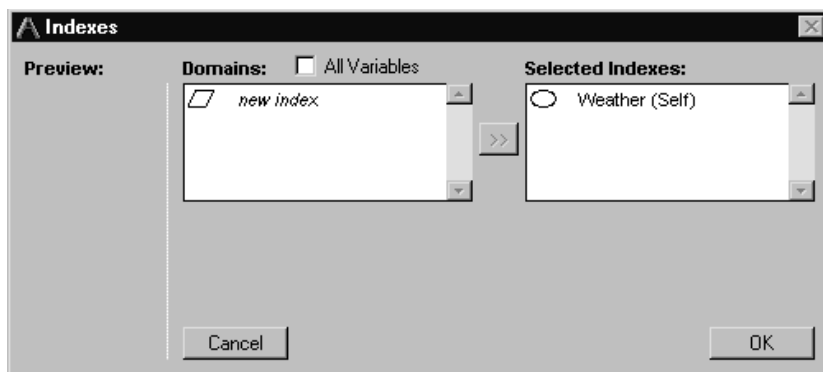 Indexes
Preview:
Domains:
All Variables
Selected Indexes:
new index
Weather (Self)
>>
Cancel
OK